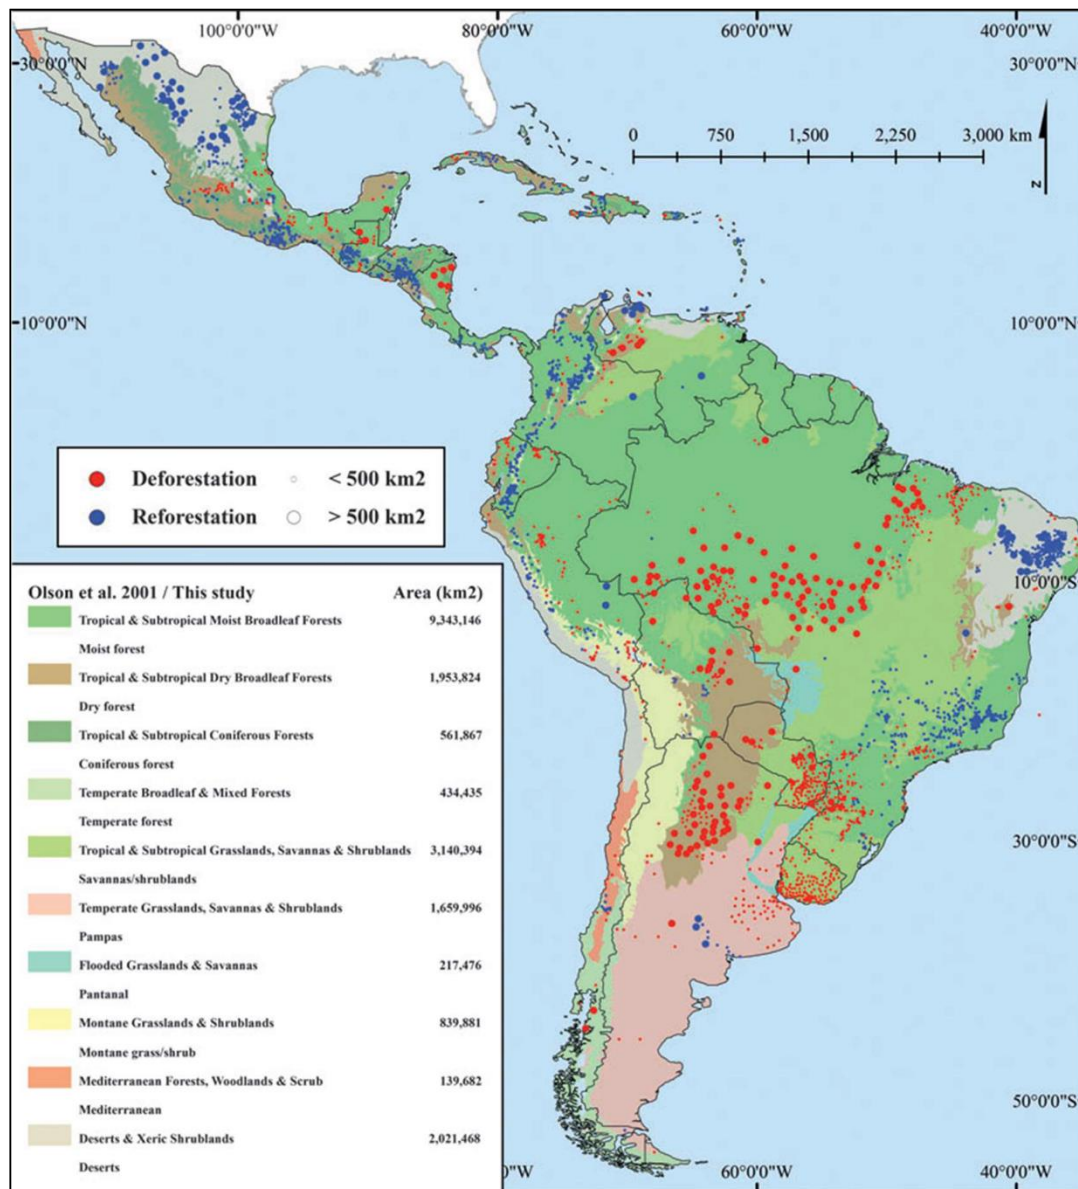 100°0'0"W 80°0'0"W 60°0'0"W 40°0'0"W
30°0'0"N 30°0'0"N
0 750 1,500 2,250 3,000 km
z
10°0'0"N 10°0'0"N
Deforestation < 500 km2
Reforestation > 500 km2
Olson et al. 2001 / This study Area (km2)
10°0'0"S
Tropical & Subtropical Moist Broadleaf Forests 9,343,146
Moist forest
Tropical & Subtropical Dry Broadleaf Forests 1,953,824
Dry forest
Tropical & Subtropical Coniferous Forests 561,867
Coniferous forest
Temperate Broadleaf & Mixed Forests 434,435
Temperate forest
30°0'0"S
Tropical & Subtropical Grasslands, Savannas & Shrublands 3,140,394
Savannas/shrublands
Temperate Grasslands, Savannas & Shrublands 1,659,996
Pampas
Flooded Grasslands & Savannas 217,476
Pantanal
Montane Grasslands & Shrublands 839,881
Montane grass/shrub
Mediterranean Forests, Woodlands & Scrub 139,682
Mediterranean
50°0'0"S
Deserts & Xeric Shrublands 2,021,468
Deserts
0"W 60°0'0"W 40°0'0"W